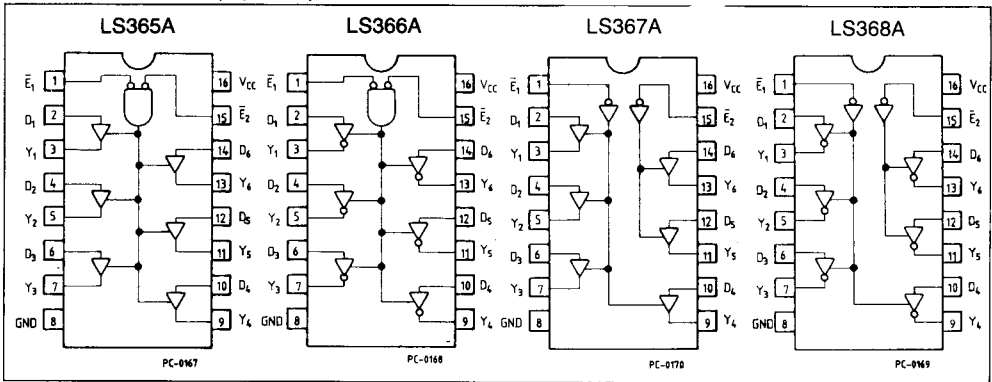 LS365A
Ē₁ 1
D₁ 2
Y₁ 3
D₂ 4
Y₂ 5
D₃ 6
Y₃ 7
GND 8
16 VCC
15 Ē₂
14 D₆
13 Y₆
12 D₅
11 Y₅
10 D₄
9 Y₄
PC-0167
LS366A
Ē₁ 1
D₁ 2
Y₁ 3
D₂ 4
Y₂ 5
D₃ 6
Y₃ 7
GND 8
16 VCC
15 Ē₂
14 D₆
13 Y₆
12 D₅
11 Y₅
10 D₄
9 Y₄
PC-0168
LS367A
Ē₁ 1
D₁ 2
Y₁ 3
D₂ 4
Y₂ 5
D₃ 6
Y₃ 7
GND 8
16 VCC
15 Ē₂
14 D₆
13 Y₆
12 D₅
11 Y₅
10 D₄
9 Y₄
PC-0170
LS368A
Ē₁ 1
D₁ 2
Y₁ 3
D₂ 4
Y₂ 5
D₃ 6
Y₃ 7
GND 8
16 VCC
15 Ē₂
14 D₆
13 Y₆
12 D₅
11 Y₅
10 D₄
9 Y₄
PC-0169